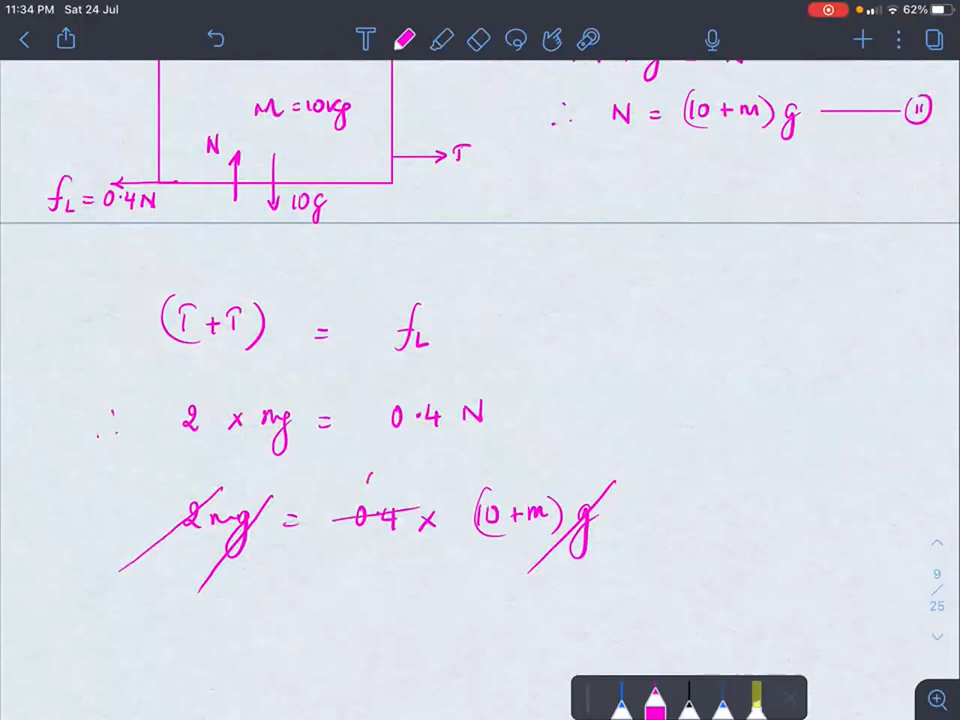 11:34 PM Sat 24 Jul 62%
M = 10kg
∴ N = (10 + m) g —— (11)
N
T
fL = 0.4N
10g
(T + T) = fL
∴ 2 × mg = 0.4 N
2mg = 0.4 × (10 + m) g
9 / 25